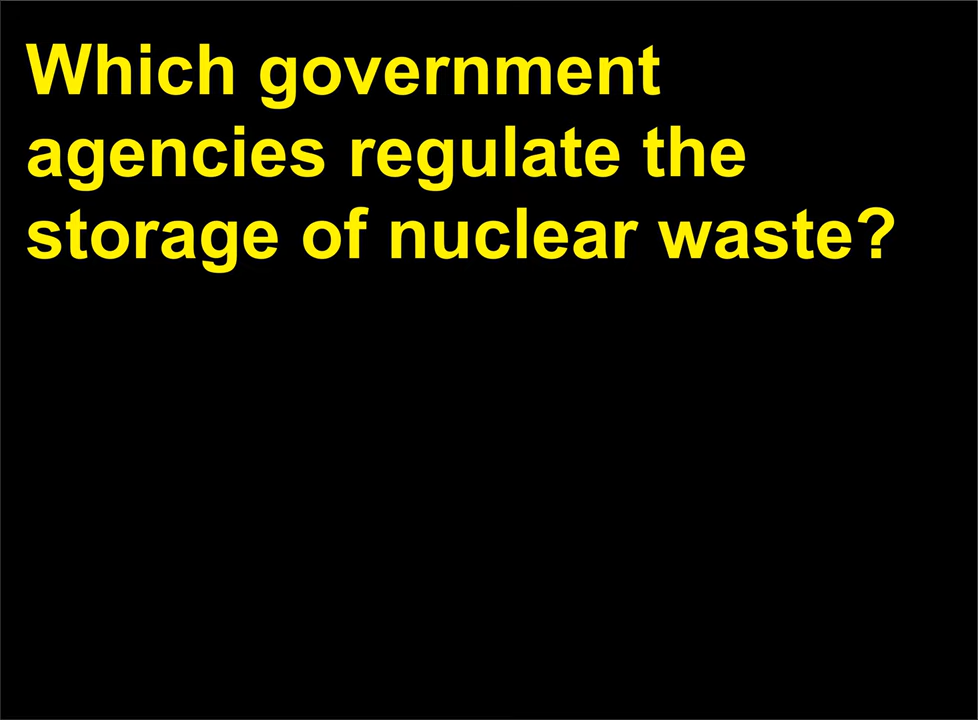 Which government
agencies regulate the
storage of nuclear waste?